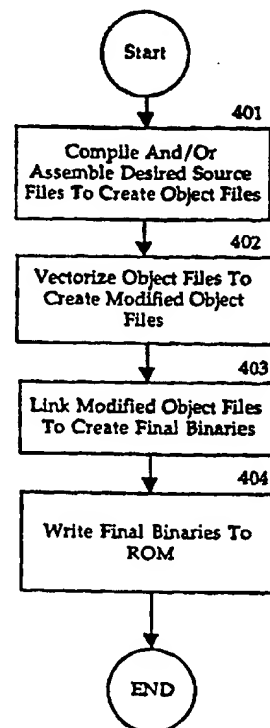 Start
401
Compile And/Or
Assemble Desired Source
Files To Create Object Files
402
Vectorize Object Files To
Create Modified Object
Files
403
Link Modified Object Files
To Create Final Binaries
404
Write Final Binaries To
ROM
END